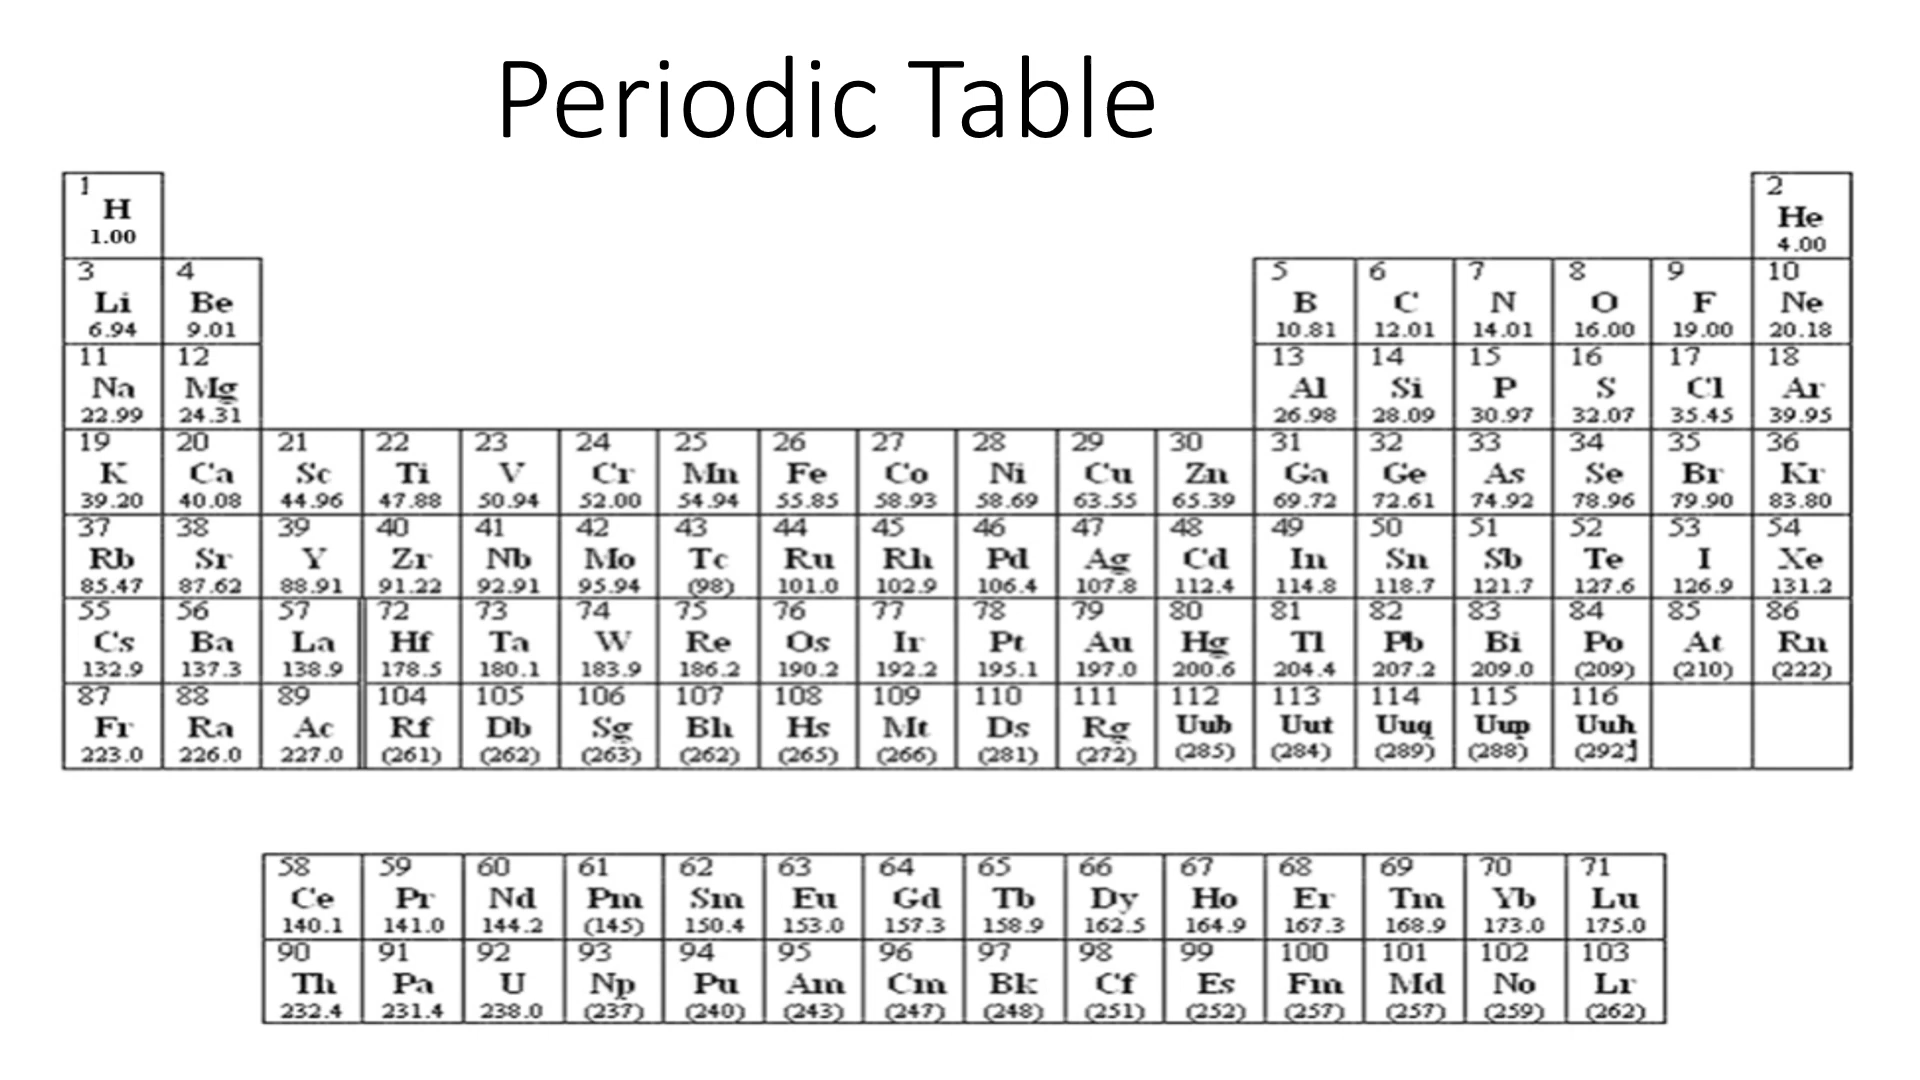 Periodic Table
1 2
H He
1.00 4.00
3 4 5 6 7 8 9 10
Li Be B C N O F Ne
6.94 9.01 10.81 12.01 14.01 16.00 19.00 20.18
11 12 13 14 15 16 17 18
Na Mg Al Si P S Cl Ar
22.99 24.31 26.98 28.09 30.97 32.07 35.45 39.95
19 20 21 22 23 24 25 26 27 28 29 30 31 32 33 34 35 36
K Ca Sc Ti V Cr Mn Fe Co Ni Cu Zn Ga Ge As Se Br Kr
39.20 40.08 44.96 47.88 50.94 52.00 54.94 55.85 58.93 58.69 63.55 65.39 69.72 72.61 74.92 78.96 79.90 83.80
37 38 39 40 41 42 43 44 45 46 47 48 49 50 51 52 53 54
Rb Sr Y Zr Nb Mo Tc Ru Rh Pd Ag Cd In Sn Sb Te I Xe
85.47 87.62 88.91 91.22 92.91 95.94 (98) 101.0 102.9 106.4 107.8 112.4 114.8 118.7 121.7 127.6 126.9 131.2
55 56 57 72 73 74 75 76 77 78 79 80 81 82 83 84 85 86
Cs Ba La Hf Ta W Re Os Ir Pt Au Hg Tl Pb Bi Po At Rn
132.9 137.3 138.9 178.5 180.1 183.9 186.2 190.2 192.2 195.1 197.0 200.6 204.4 207.2 209.0 (209) (210) (222)
87 88 89 104 105 106 107 108 109 110 111 112 113 114 115 116
Fr Ra Ac Rf Db Sg Bh Hs Mt Ds Rg Uub Uut Uuq Uup Uuh
223.0 226.0 227.0 (261) (262) (263) (262) (265) (266) (281) (272) (285) (284) (289) (288) (292]
58 59 60 61 62 63 64 65 66 67 68 69 70 71
Ce Pr Nd Pm Sm Eu Gd Tb Dy Ho Er Tm Yb Lu
140.1 141.0 144.2 (145) 150.4 153.0 157.3 158.9 162.5 164.9 167.3 168.9 173.0 175.0
90 91 92 93 94 95 96 97 98 99 100 101 102 103
Th Pa U Np Pu Am Cm Bk Cf Es Fm Md No Lr
232.4 231.4 238.0 (237) (240) (243) (247) (248) (251) (252) (257) (257) (259) (262)